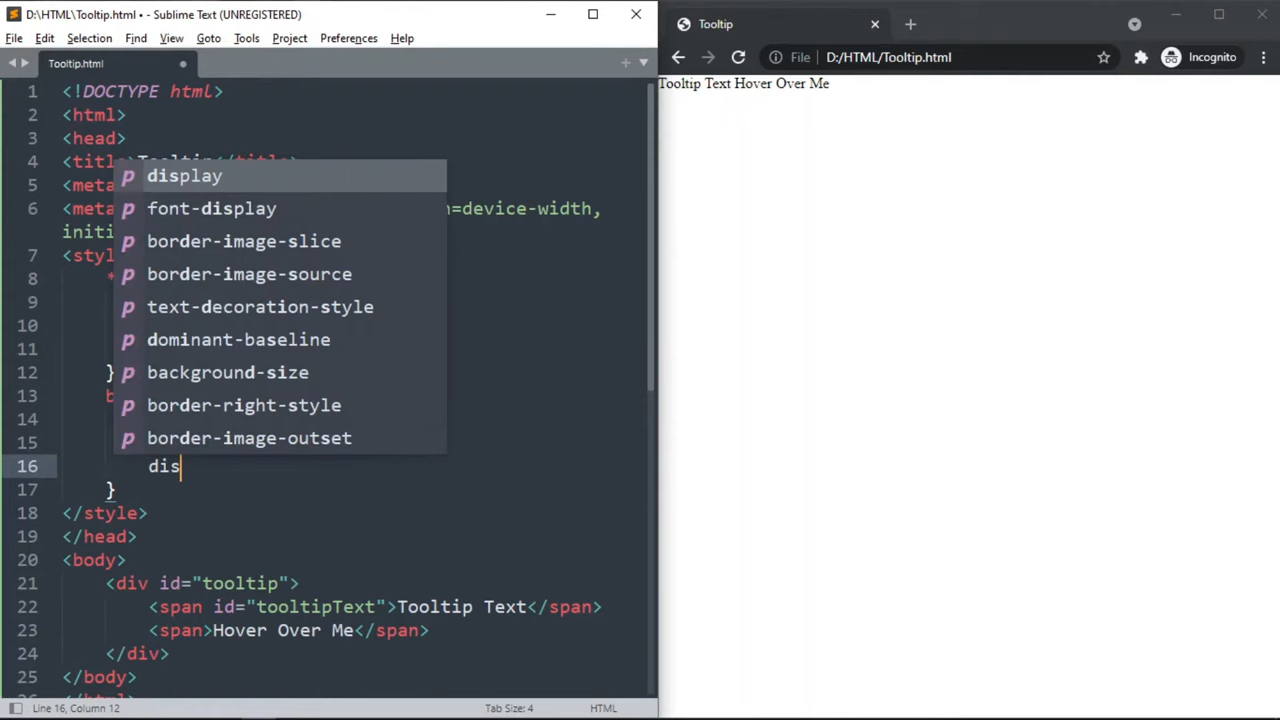 D:\HTML\Tooltip.html • - Sublime Text (UNREGISTERED)
File Edit Selection Find View Goto Tools Project Preferences Help
Tooltip.html
1 <!DOCTYPE html>
2 <html>
3 <head>
4 <title>Tooltip</title>
5 <meta
6 <meta n=device-width,
initi
7 <styl
8 *
9
10
11
12 }
13 b
14
15
16 dis
17 }
18 </style>
19 </head>
20 <body>
21 <div id="tooltip">
22 <span id="tooltipText">Tooltip Text</span>
23 <span>Hover Over Me</span>
24 </div>
25 </body>
p display
p font-display
p border-image-slice
p border-image-source
p text-decoration-style
p dominant-baseline
p background-size
p border-right-style
p border-image-outset
Line 16, Column 12 Tab Size: 4 HTML
Tooltip
File D:/HTML/Tooltip.html Incognito
Tooltip Text Hover Over Me